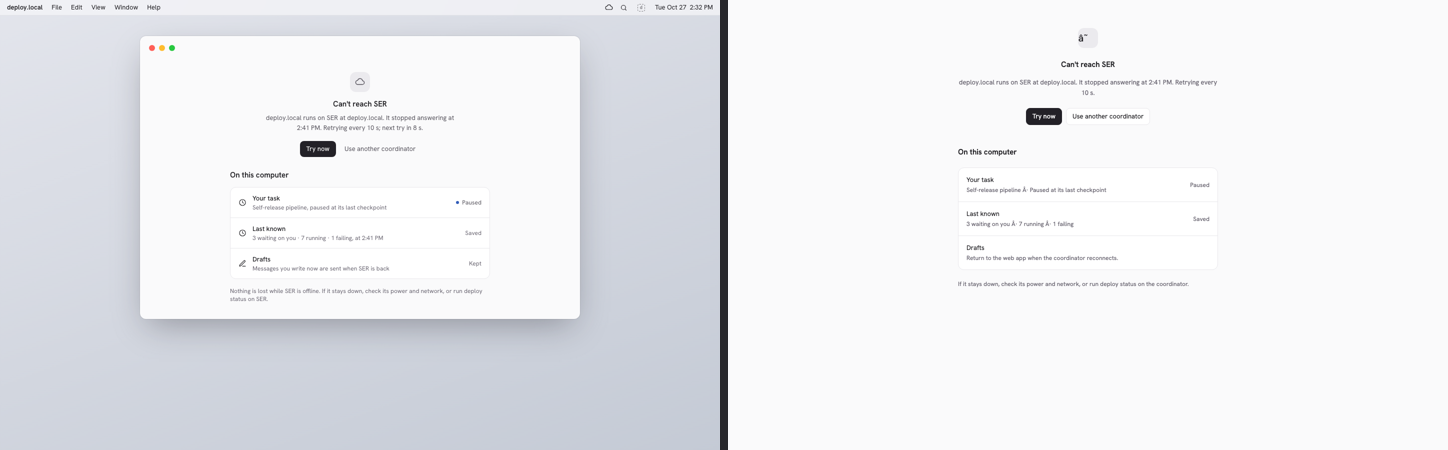 deploy.local File Edit View Window Help
Tue Oct 27 2:32 PM
Can't reach SER
deploy.local runs on SER at deploy.local. It stopped answering at
2:41 PM. Retrying every 10 s; next try in 8 s.
Try now
Use another coordinator
On this computer
Your task
Self-release pipeline, paused at its last checkpoint
Paused
Last known
3 waiting on you · 7 running · 1 failing, at 2:41 PM
Saved
Drafts
Messages you write now are sent when SER is back
Kept
Nothing is lost while SER is offline. If it stays down, check its power and network, or run deploy
status on SER.
â˜
Can't reach SER
deploy.local runs on SER at deploy.local. It stopped answering at 2:41 PM. Retrying every
10 s.
Try now
Use another coordinator
On this computer
Your task
Self-release pipeline Â· Paused at its last checkpoint
Paused
Last known
3 waiting on you Â· 7 running Â· 1 failing
Saved
Drafts
Return to the web app when the coordinator reconnects.
If it stays down, check its power and network, or run deploy status on the coordinator.